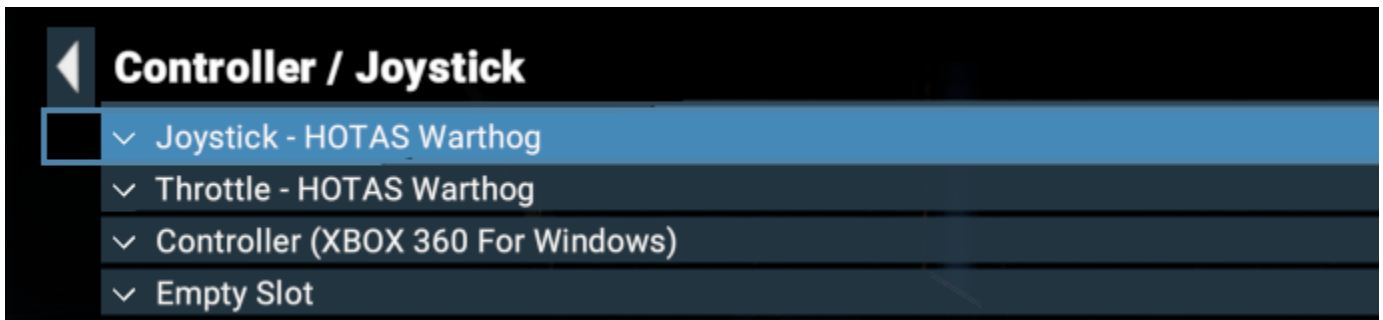 Controller / Joystick
Joystick - HOTAS Warthog
Throttle - HOTAS Warthog
Controller (XBOX 360 For Windows)
Empty Slot